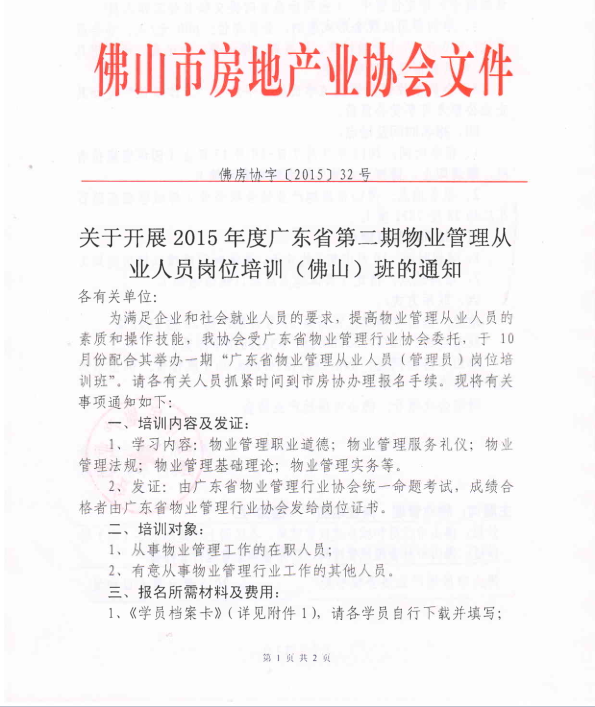 佛山市房地产业协会文件
佛房协字〔2015〕32号
关于开展 2015 年度广东省第二期物业管理从
业人员岗位培训（佛山）班的通知
各有关单位：
为满足企业和社会就业人员的要求，提高物业管理从业人员的
素质和操作技能，我协会受广东省物业管理行业协会委托，于 10
月份配合其举办一期“广东省物业管理从业人员（管理员）岗位培
训班”。请各有关人员抓紧时间到市房协办理报名手续。现将有关
事项通知如下：
一、培训内容及发证：
1、学习内容：物业管理职业道德；物业管理服务礼仪；物业
管理法规；物业管理基础理论；物业管理实务等。
2、发证：由广东省物业管理行业协会统一命题考试，成绩合
格者由广东省物业管理行业协会发给岗位证书。
二、培训对象：
1、从事物业管理工作的在职人员；
2、有意从事物业管理行业工作的其他人员。
三、报名所需材料及费用：
1、《学员档案卡》（详见附件 1），请各学员自行下载并填写；
第 1 页 共 2 页